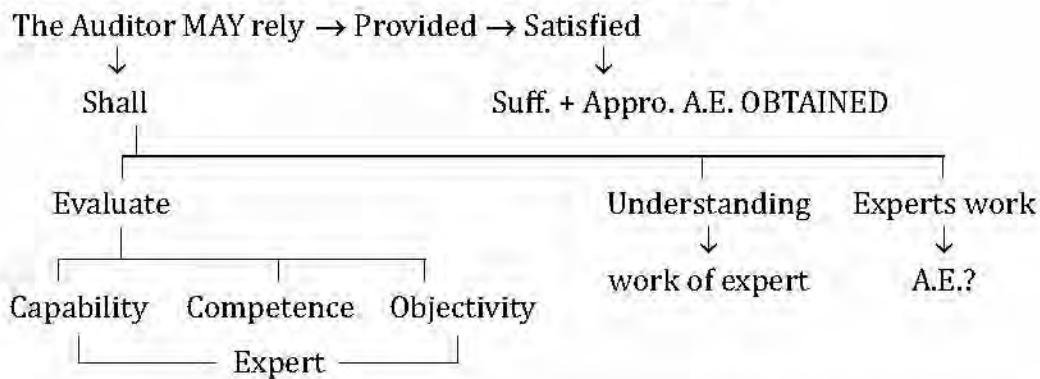 The Auditor MAY rely → Provided → Satisfied
Shall Suff. + Appro. A.E. OBTAINED
Evaluate Understanding Experts work
work of expert A.E.?
Capability Competence Objectivity
Expert